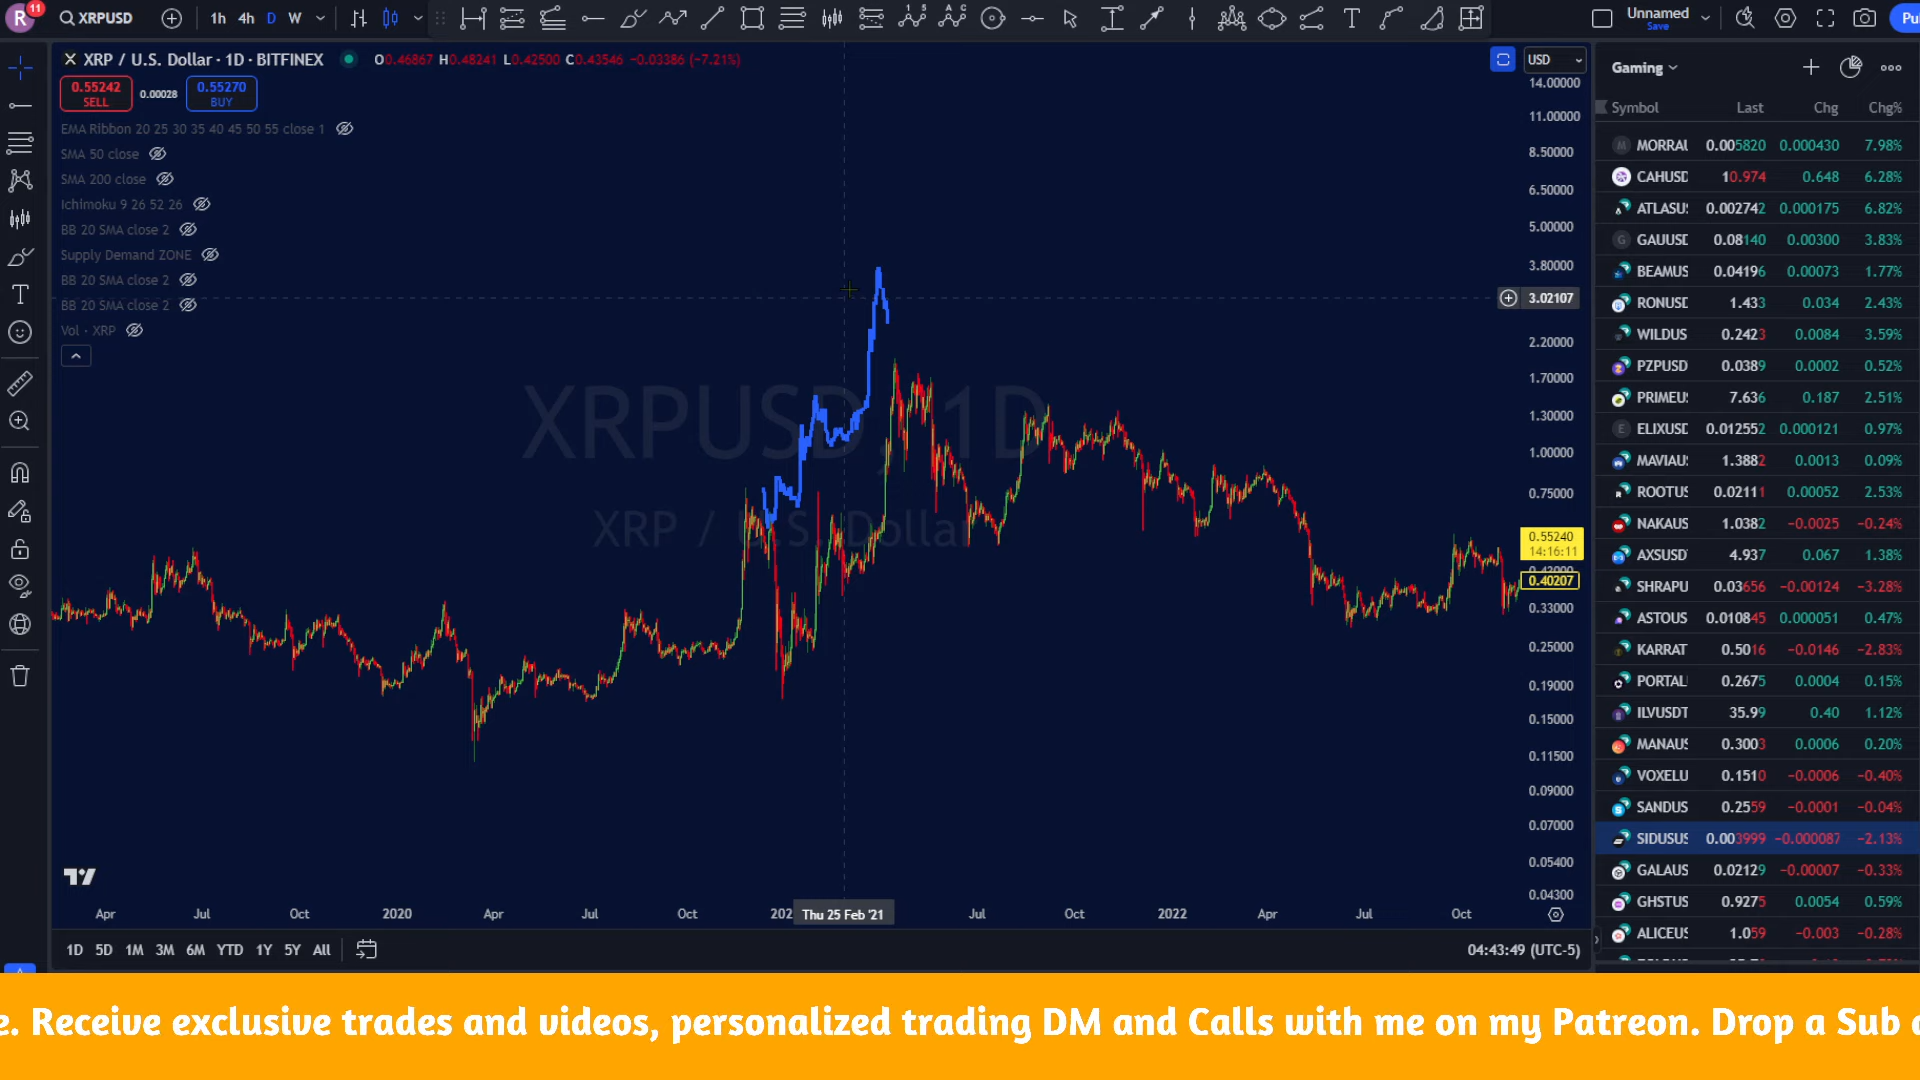 R 11 XRPUSD 1h 4h D W Unnamed Save Pu
XRP / U.S. Dollar · 1D · BITFINEX O0.46867 H0.48241 L0.42500 C0.43546 −0.03386 (−7.21%)
0.55242 SELL 0.00028 0.55270 BUY
EMA Ribbon 20 25 30 35 40 45 50 55 close 1
SMA 50 close
SMA 200 close
Ichimoku 9 26 52 26
BB 20 SMA close 2
Supply Demand ZONE
BB 20 SMA close 2
BB 20 SMA close 2
Vol · XRP
XRPUSD, 1D
XRP / U.S. Dollar
USD
14.00000
11.00000
8.50000
6.50000
5.00000
3.80000
3.02107
2.20000
1.70000
1.30000
1.00000
0.75000
0.55240
14:16:11
0.40207
0.33000
0.25000
0.19000
0.15000
0.11500
0.09000
0.07000
0.05400
0.04300
Apr Jul Oct 2020 Apr Jul Oct 202 Thu 25 Feb '21 Jul Oct 2022 Apr Jul Oct
1D 5D 1M 3M 6M YTD 1Y 5Y All 04:43:49 (UTC-5)
Gaming
Symbol Last Chg Chg%
MORRAU 0.005820 0.000430 7.98%
CAHUSD 10.974 0.648 6.28%
ATLASU 0.002742 0.000175 6.82%
GAUUSD 0.08140 0.00300 3.83%
BEAMUS 0.04196 0.00073 1.77%
RONUSD 1.433 0.034 2.43%
WILDUS 0.2423 0.0084 3.59%
PZPUSD 0.0389 0.0002 0.52%
PRIMEU 7.636 0.187 2.51%
ELIXUSD 0.012552 0.000121 0.97%
MAVIAU 1.3882 0.0013 0.09%
ROOTUS 0.02111 0.00052 2.53%
NAKAUS 1.0382 −0.0025 −0.24%
AXSUSD 4.937 0.067 1.38%
SHRAPU 0.03656 −0.00124 −3.28%
ASTOUS 0.010845 0.000051 0.47%
KARRAT 0.5016 −0.0146 −2.83%
PORTAL 0.2675 0.0004 0.15%
ILVUSDT 35.99 0.40 1.12%
MANAUS 0.3003 0.0006 0.20%
VOXELU 0.1510 −0.0006 −0.40%
SANDUS 0.2559 −0.0001 −0.04%
SIDUSUS 0.003999 −0.000087 −2.13%
GALAUS 0.02129 −0.00007 −0.33%
GHSTUS 0.9275 0.0054 0.59%
ALICEUS 1.059 −0.003 −0.28%
e. Receive exclusive trades and videos, personalized trading DM and Calls with me on my Patreon. Drop a Sub